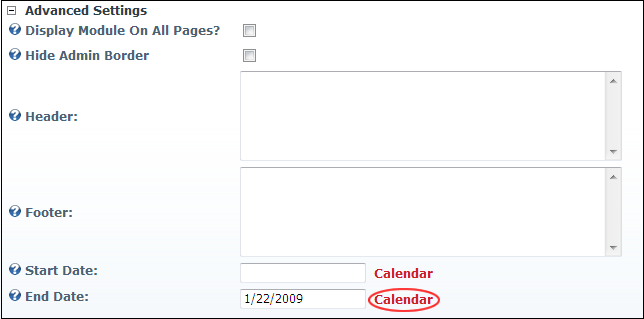 Advanced Settings
Display Module On All Pages?
Hide Admin Border
Header:
Footer:
Start Date: Calendar
End Date: 1/22/2009 Calendar